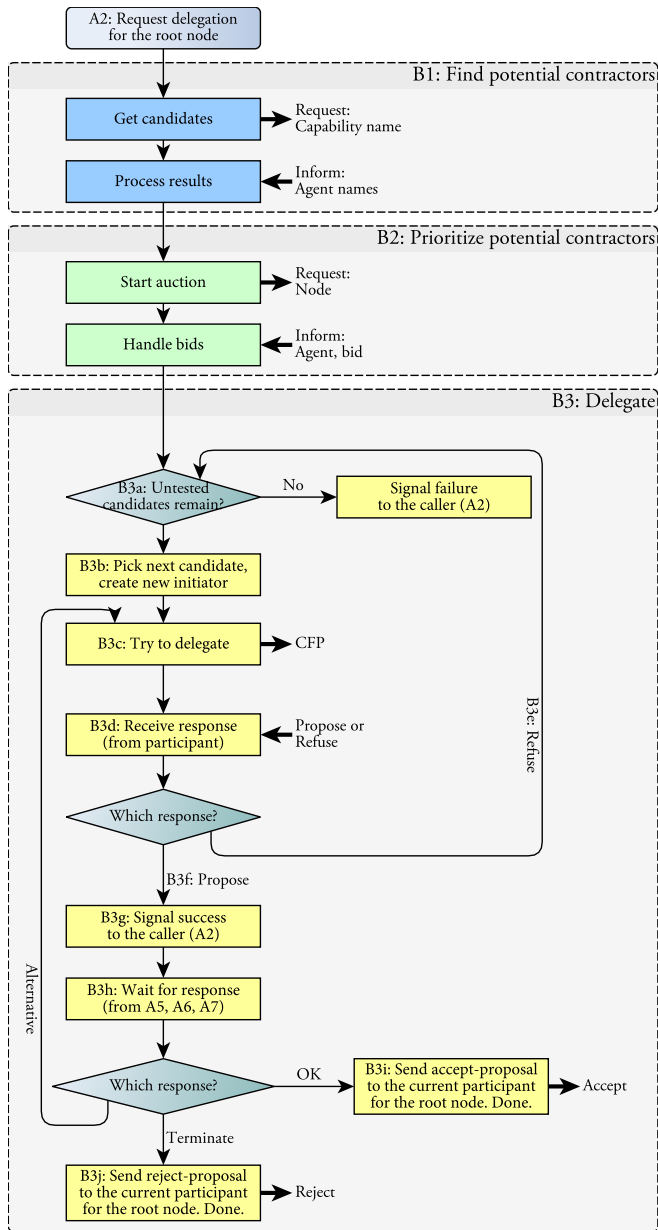 A2: Request delegation
for the root node
B1: Find potential contractors
Get candidates
Request:
Capability name
Process results
Inform:
Agent names
B2: Prioritize potential contractors
Start auction
Request:
Node
Handle bids
Inform:
Agent, bid
B3: Delegate
B3a: Untested
candidates remain?
No
Signal failure
to the caller (A2)
B3b: Pick next candidate,
create new initiator
B3c: Try to delegate
CFP
B3d: Receive response
(from participant)
Propose or
Refuse
B3e: Refuse
Which response?
B3f: Propose
B3g: Signal success
to the caller (A2)
B3h: Wait for response
(from A5, A6, A7)
Alternative
Which response?
OK
B3i: Send accept-proposal
to the current participant
for the root node. Done.
Accept
Terminate
B3j: Send reject-proposal
to the current participant
for the root node. Done.
Reject